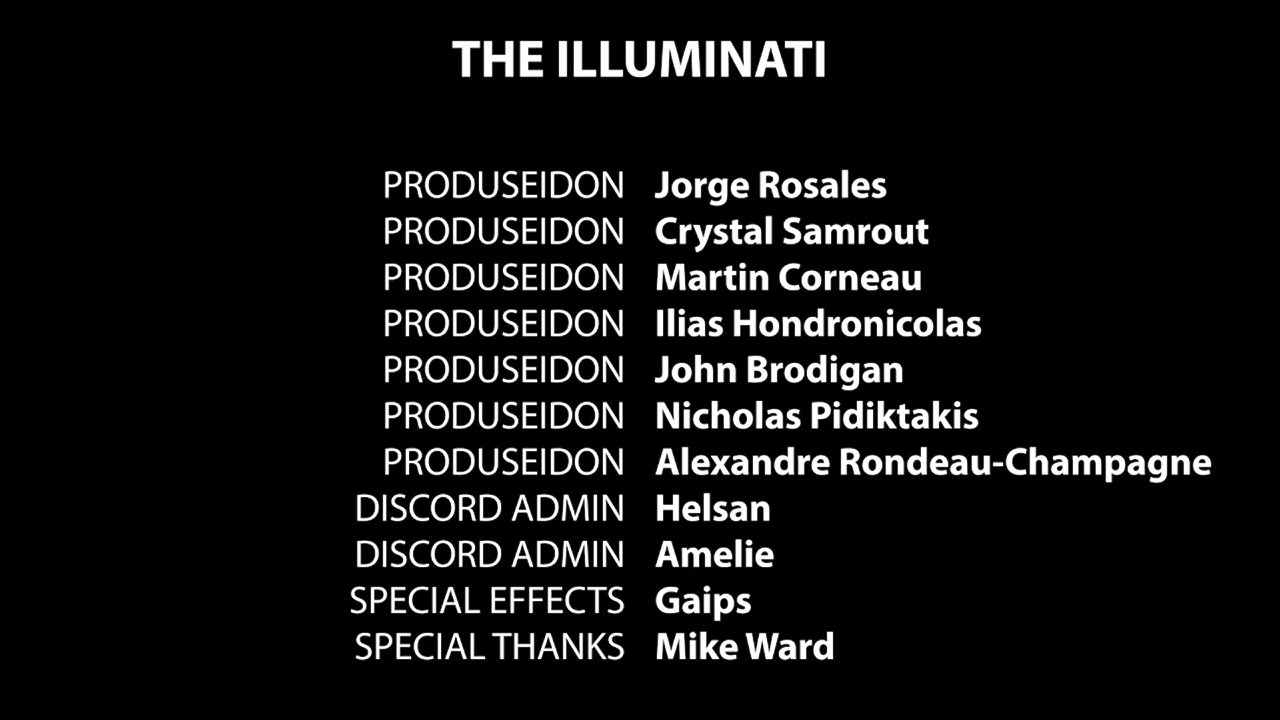 THE ILLUMINATI
PRODUSEIDON Jorge Rosales
PRODUSEIDON Crystal Samrout
PRODUSEIDON Martin Corneau
PRODUSEIDON Ilias Hondronicolas
PRODUSEIDON John Brodigan
PRODUSEIDON Nicholas Pidiktakis
PRODUSEIDON Alexandre Rondeau-Champagne
DISCORD ADMIN Helsan
DISCORD ADMIN Amelie
SPECIAL EFFECTS Gaips
SPECIAL THANKS Mike Ward